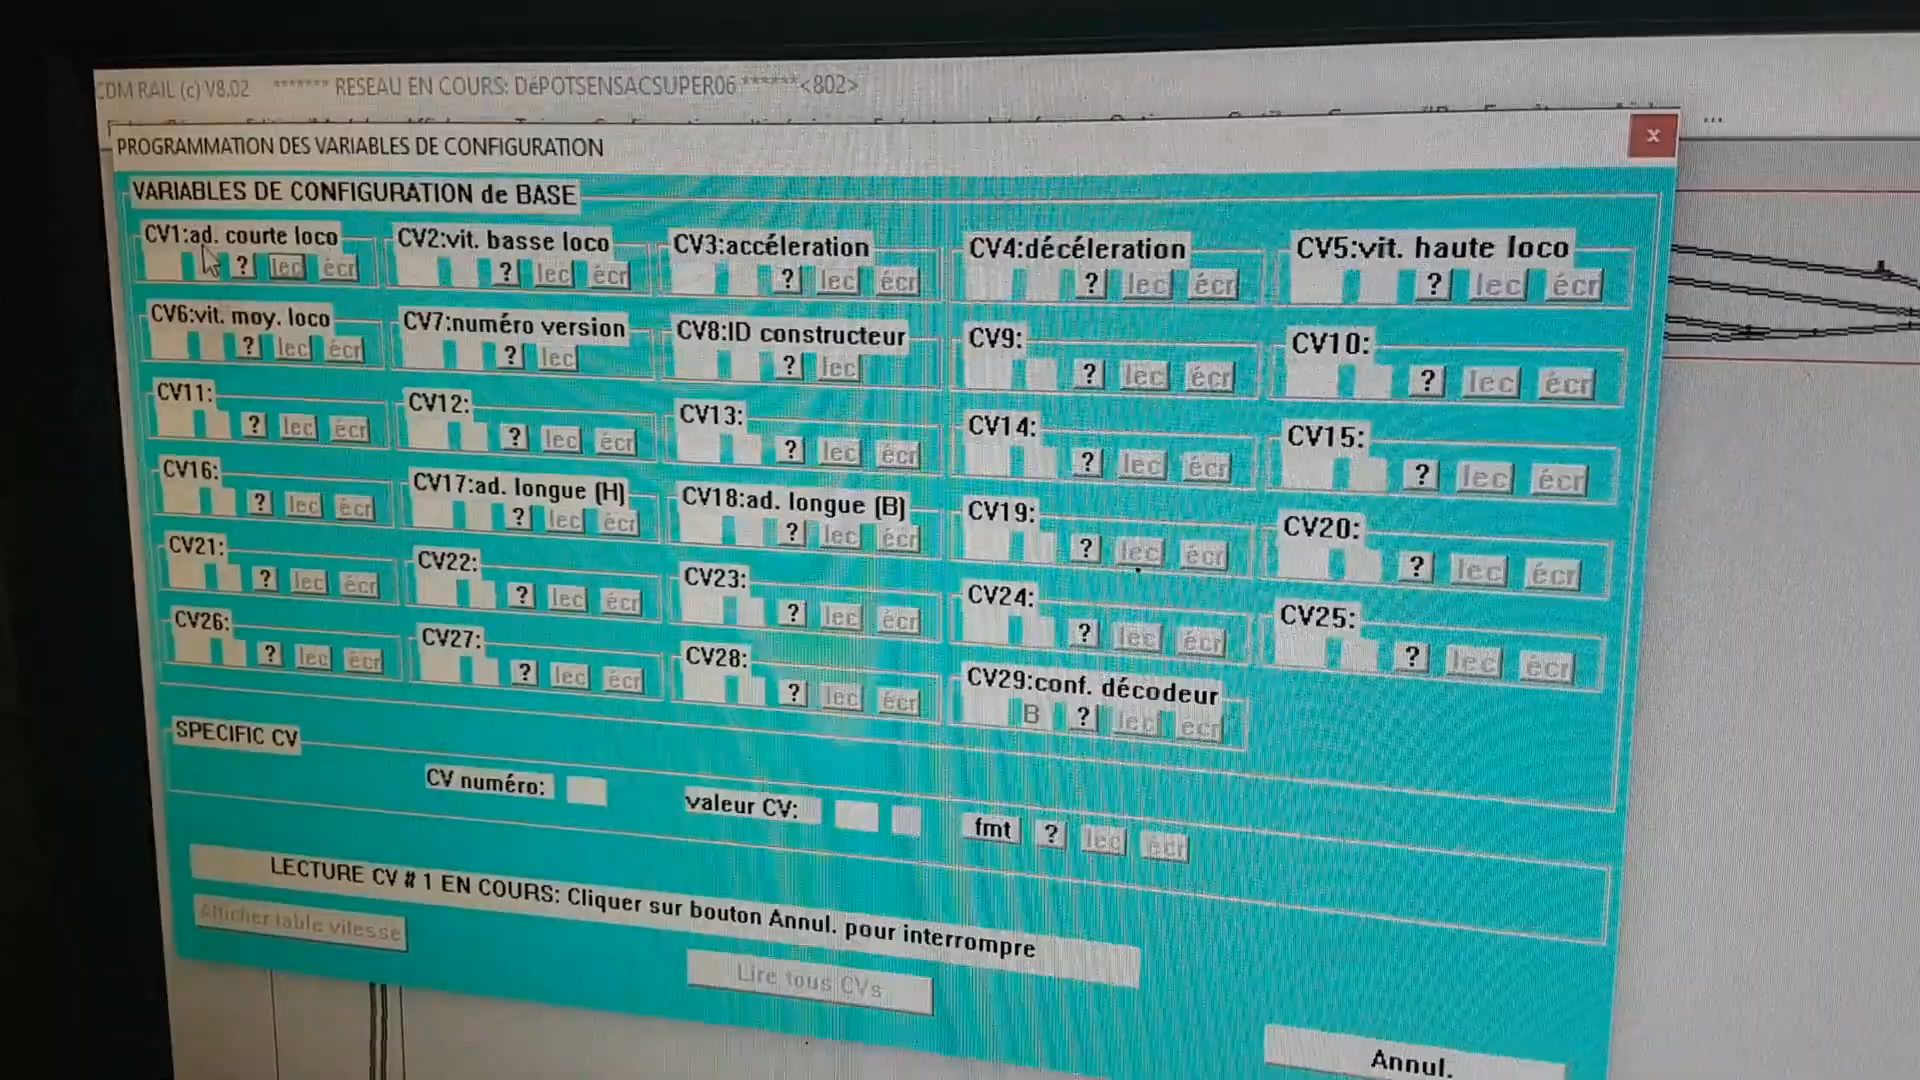 CDM RAIL (c) V8.02 ******* RESEAU EN COURS: DéPOTSENSACSUPER06 ******<802>
PROGRAMMATION DES VARIABLES DE CONFIGURATION
VARIABLES DE CONFIGURATION de BASE
CV1:ad. courte loco CV2:vit. basse loco CV3:accéleration CV4:décéleration CV5:vit. haute loco
? lec écr ? lec écr ? lec écr ? lec écr ? lec écr
CV6:vit. moy. loco CV7:numéro version CV8:ID constructeur CV9: CV10:
? lec écr ? lec ? lec ? lec écr ? lec écr
CV11: CV12: CV13: CV14: CV15:
? lec écr ? lec écr ? lec écr ? lec écr ? lec écr
CV16: CV17:ad. longue (H) CV18:ad. longue (B) CV19: CV20:
? lec écr ? lec écr ? lec écr ? lec écr ? lec écr
CV21: CV22: CV23: CV24: CV25:
? lec écr ? lec écr ? lec écr ? lec écr ? lec écr
CV26: CV27: CV28: CV29:conf. décodeur
? lec écr ? lec écr ? lec écr B ? lec écr
SPECIFIC CV
CV numéro: valeur CV: fmt ? lec écr
LECTURE CV # 1 EN COURS: Cliquer sur bouton Annul. pour interrompre
Afficher table vitesse
Lire tous CVs
Annul.